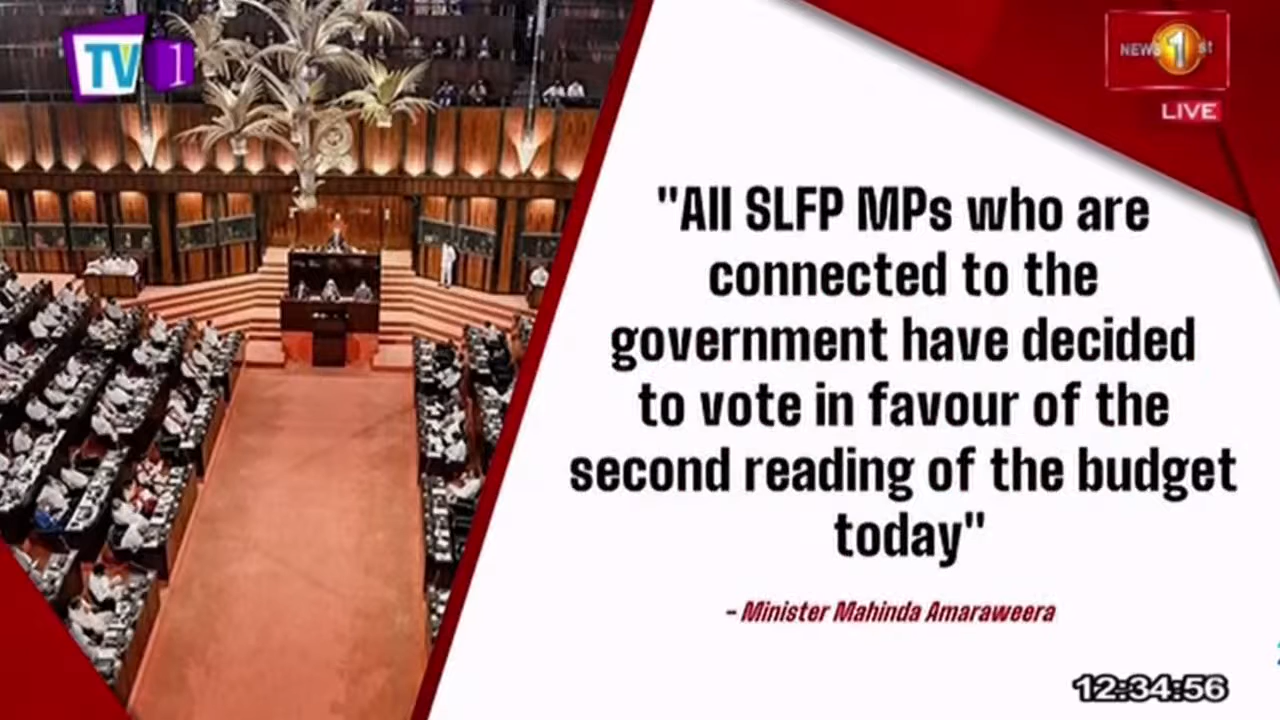 TV 1
NEWS 1st
LIVE
"All SLFP MPs who are
connected to the
government have decided
to vote in favour of the
second reading of the budget
today"
- Minister Mahinda Amaraweera
12:34:56